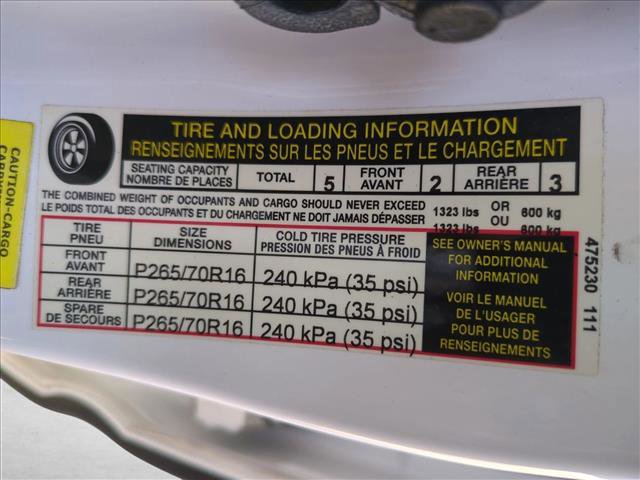 TIRE AND LOADING INFORMATION
RENSEIGNEMENTS SUR LES PNEUS ET LE CHARGEMENT
SEATING CAPACITY
NOMBRE DE PLACES
TOTAL 5
FRONT
AVANT
2
REAR
ARRIÈRE
3
THE COMBINED WEIGHT OF OCCUPANTS AND CARGO SHOULD NEVER EXCEED
LE POIDS TOTAL DES OCCUPANTS ET DU CHARGEMENT NE DOIT JAMAIS DÉPASSER
1323 lbs OR 600 kg
1323 lbs OU 600 kg
TIRE
PNEU
SIZE
DIMENSIONS
COLD TIRE PRESSURE
PRESSION DES PNEUS À FROID
FRONT
AVANT
P265/70R16 240 kPa (35 psi)
REAR
ARRIÈRE
P265/70R16 240 kPa (35 psi)
SPARE
DE SECOURS
P265/70R16 240 kPa (35 psi)
SEE OWNER'S MANUAL
FOR ADDITIONAL
INFORMATION
VOIR LE MANUEL
DE L'USAGER
POUR PLUS DE
RENSEIGNEMENTS
475230 111
CAUTION-CARGO